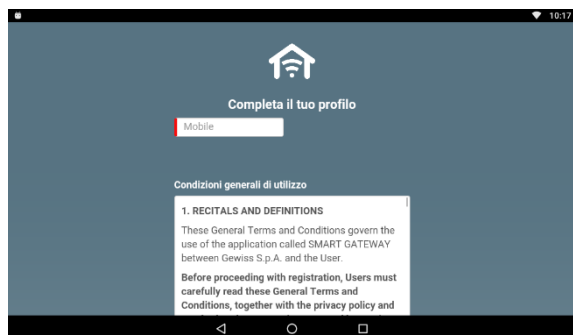 10:17
Completa il tuo profilo
Mobile
Condizioni generali di utilizzo
1. RECITALS AND DEFINITIONS
These General Terms and Conditions govern the
use of the application called SMART GATEWAY
between Gewiss S.p.A. and the User.
Before proceeding with registration, Users must
carefully read these General Terms and
Conditions, together with the privacy policy and